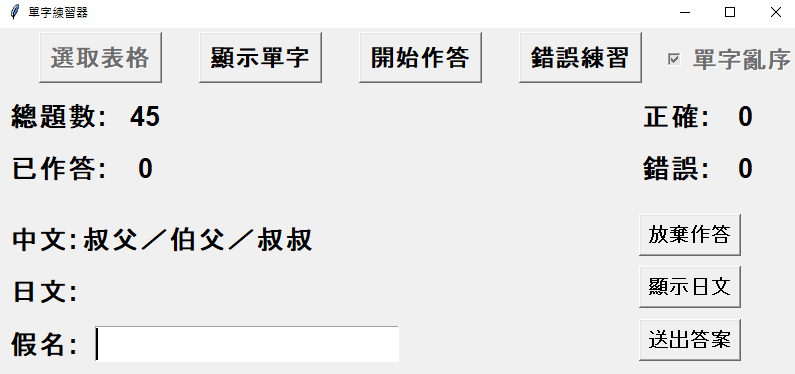 單字練習器
選取表格 顯示單字 開始作答 錯誤練習 單字亂序
總題數: 45 正確: 0
已作答: 0 錯誤: 0
中文:叔父／伯父／叔叔 放棄作答
日文: 顯示日文
假名: 送出答案